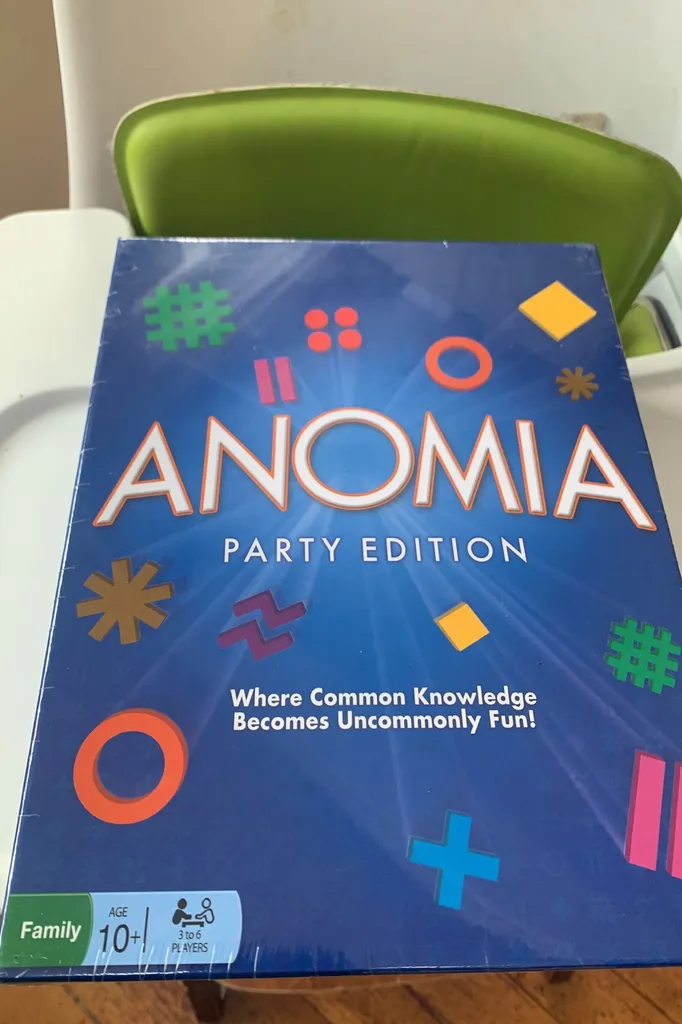 ANOMIA
PARTY EDITION
Where Common Knowledge
Becomes Uncommonly Fun!
Family
AGE
10+
3 to 6
PLAYERS